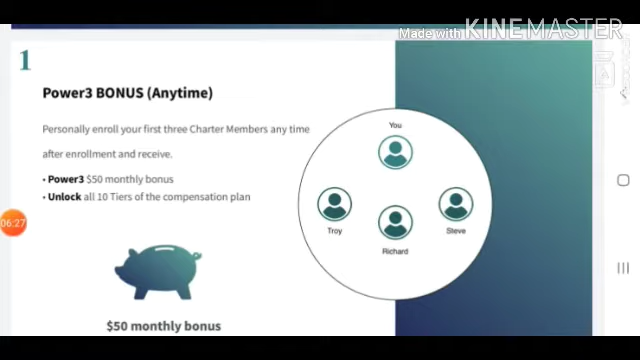 Made with KINEMASTER
1
Power3 BONUS (Anytime)
Personally enroll your first three Charter Members any time
after enrollment and receive.
• Power3 $50 monthly bonus
• Unlock all 10 Tiers of the compensation plan
You
Troy
Richard
Steve
06:27
$50 monthly bonus